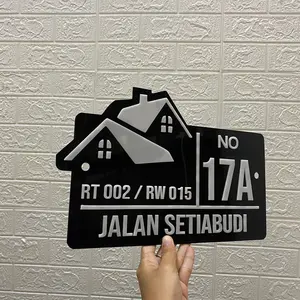 NO
17A
RT 002 / RW 015
JALAN SETIABUDI